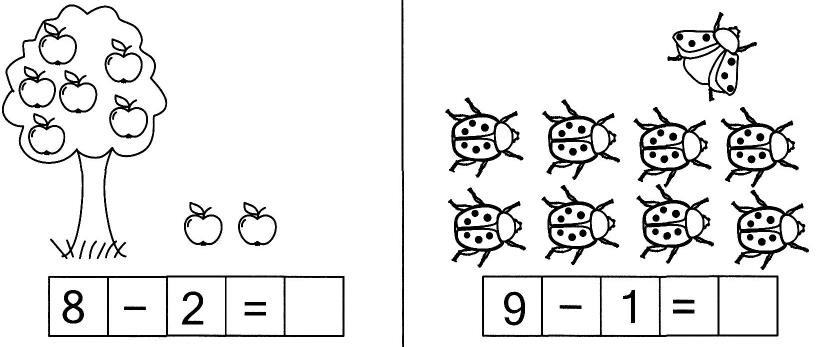 8 - 2 =
9 - 1 =